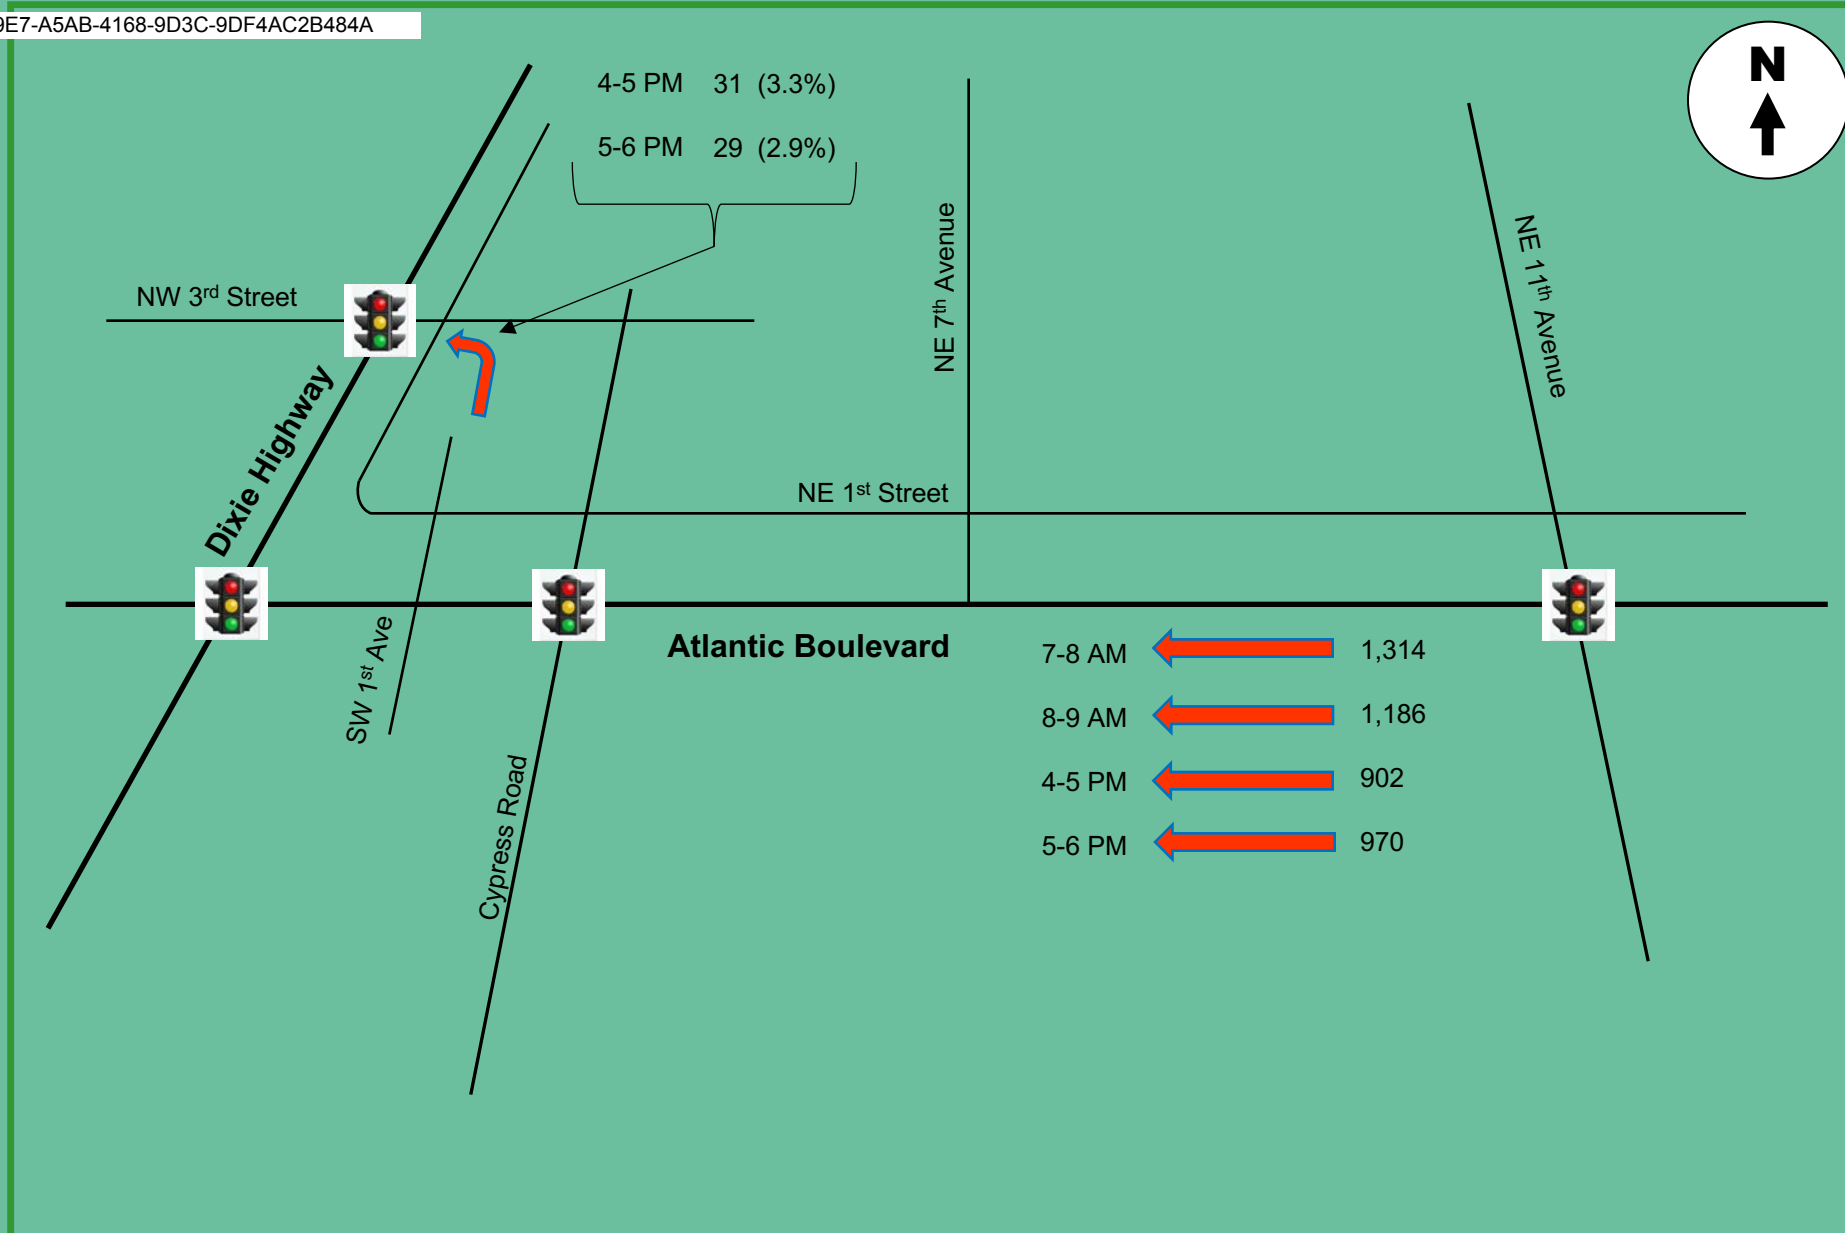 9E7-A5AB-4168-9D3C-9DF4AC2B484A
N
4-5 PM 31 (3.3%)
5-6 PM 29 (2.9%)
NW 3rd Street
NE 7th Avenue
NE 11th Avenue
Dixie Highway
NE 1st Street
SW 1st Ave
Cypress Road
Atlantic Boulevard
7-8 AM 1,314
8-9 AM 1,186
4-5 PM 902
5-6 PM 970